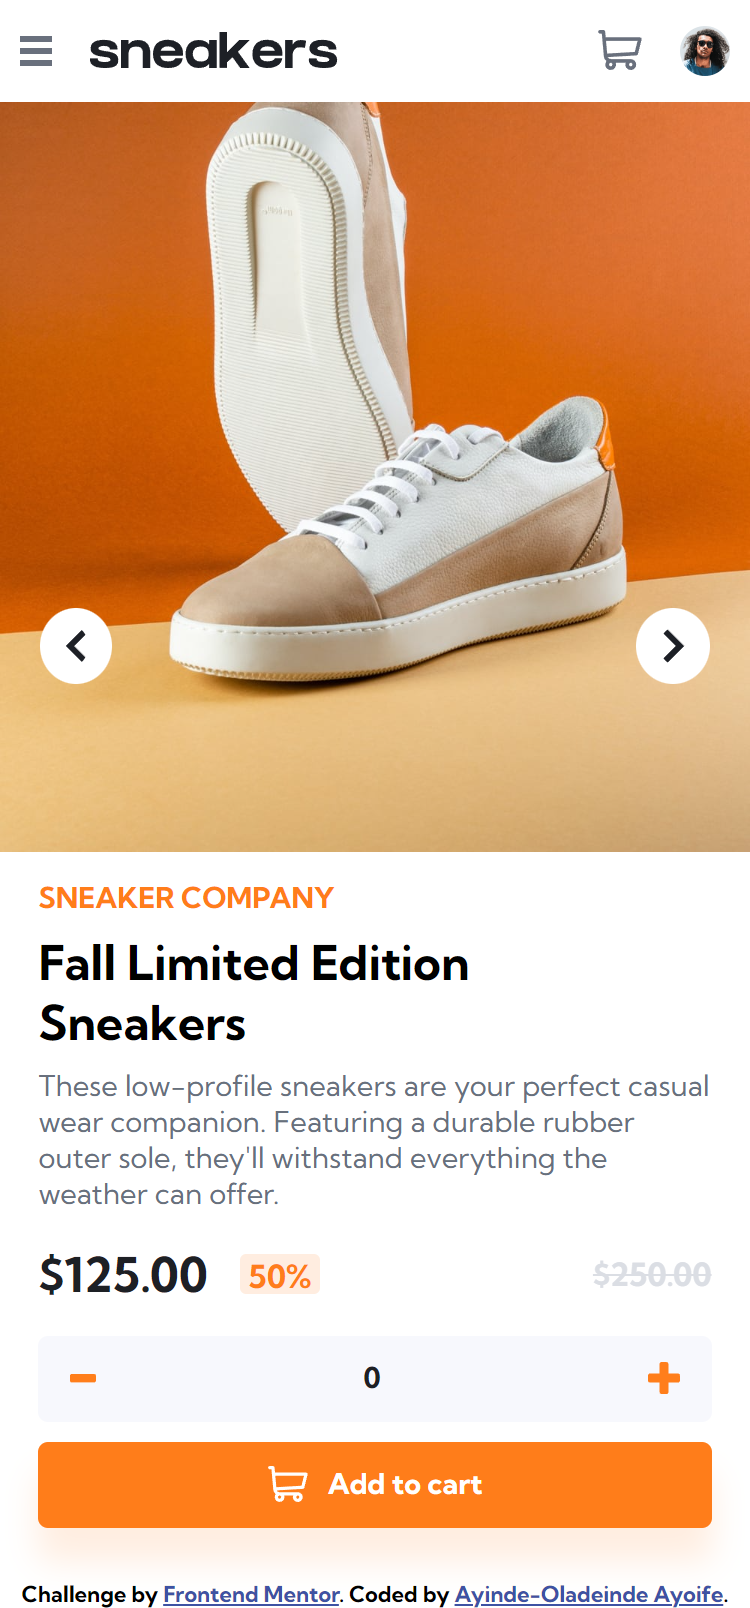 sneakers
SNEAKER COMPANY
Fall Limited Edition
Sneakers
These low-profile sneakers are your perfect casual
wear companion. Featuring a durable rubber
outer sole, they'll withstand everything the
weather can offer.
$125.00 50% $250.00
0
Add to cart
Challenge by Frontend Mentor. Coded by Ayinde-Oladeinde Ayoife.